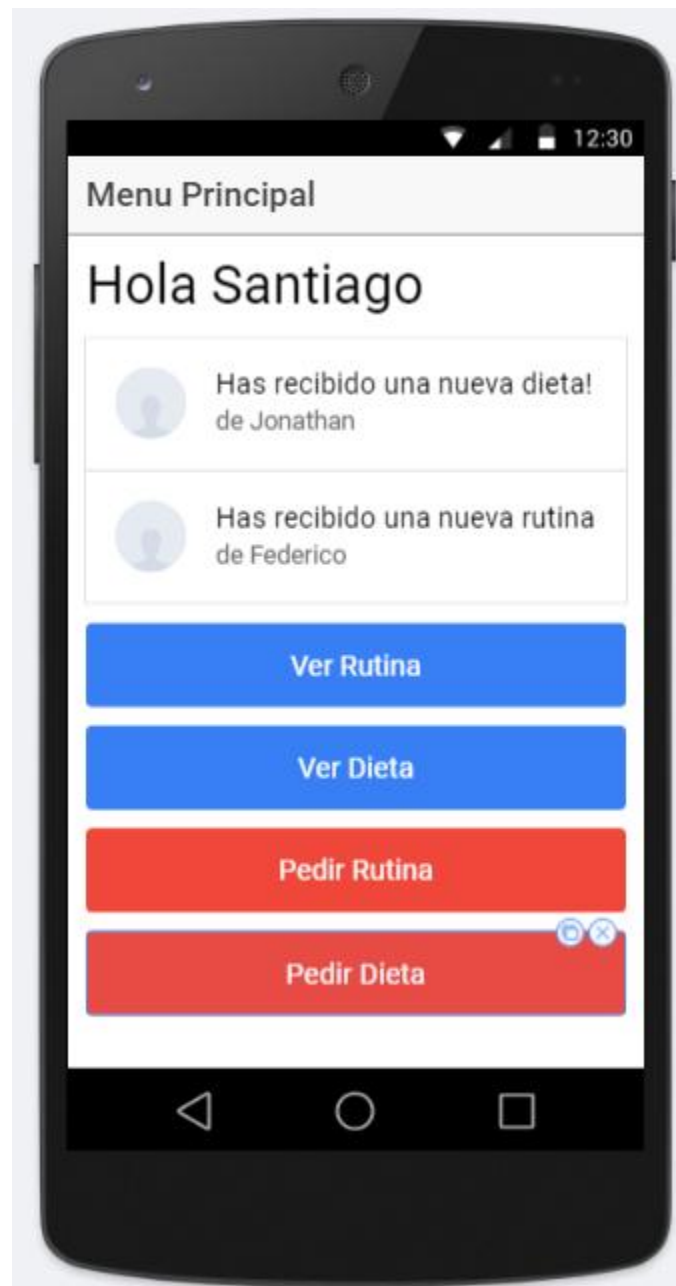 12:30
Menu Principal
Hola Santiago
Has recibido una nueva dieta!
de Jonathan
Has recibido una nueva rutina
de Federico
Ver Rutina
Ver Dieta
Pedir Rutina
Pedir Dieta